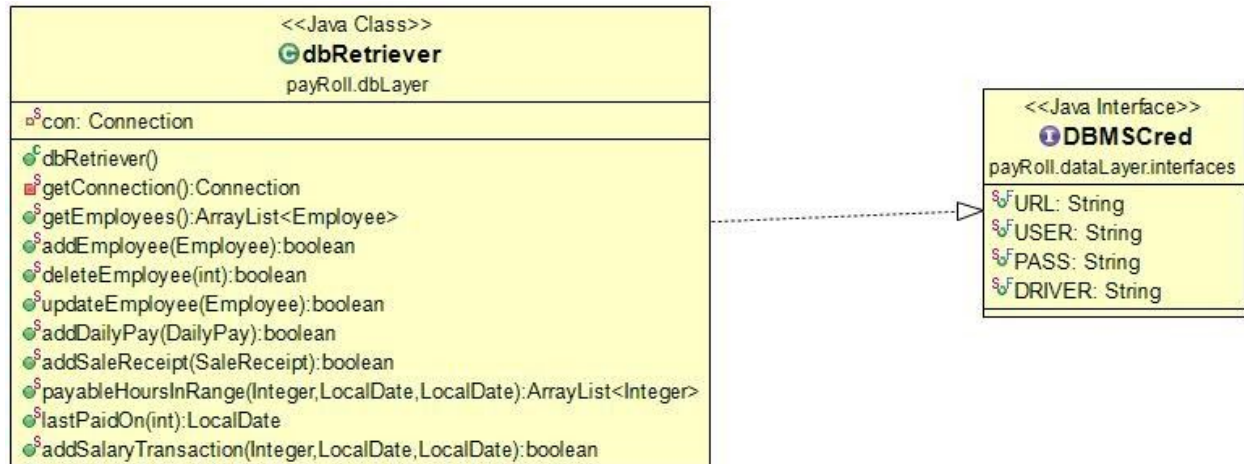 <<Java Class>>
dbRetriever
payRoll.dbLayer
con: Connection
dbRetriever()
getConnection():Connection
getEmployees():ArrayList<Employee>
addEmployee(Employee):boolean
deleteEmployee(int):boolean
updateEmployee(Employee):boolean
addDailyPay(DailyPay):boolean
addSaleReceipt(SaleReceipt):boolean
payableHoursInRange(Integer,LocalDate,LocalDate):ArrayList<Integer>
lastPaidOn(int):LocalDate
addSalaryTransaction(Integer,LocalDate,LocalDate):boolean
<<Java Interface>>
DBMSCred
payRoll.dataLayer.interfaces
URL: String
USER: String
PASS: String
DRIVER: String